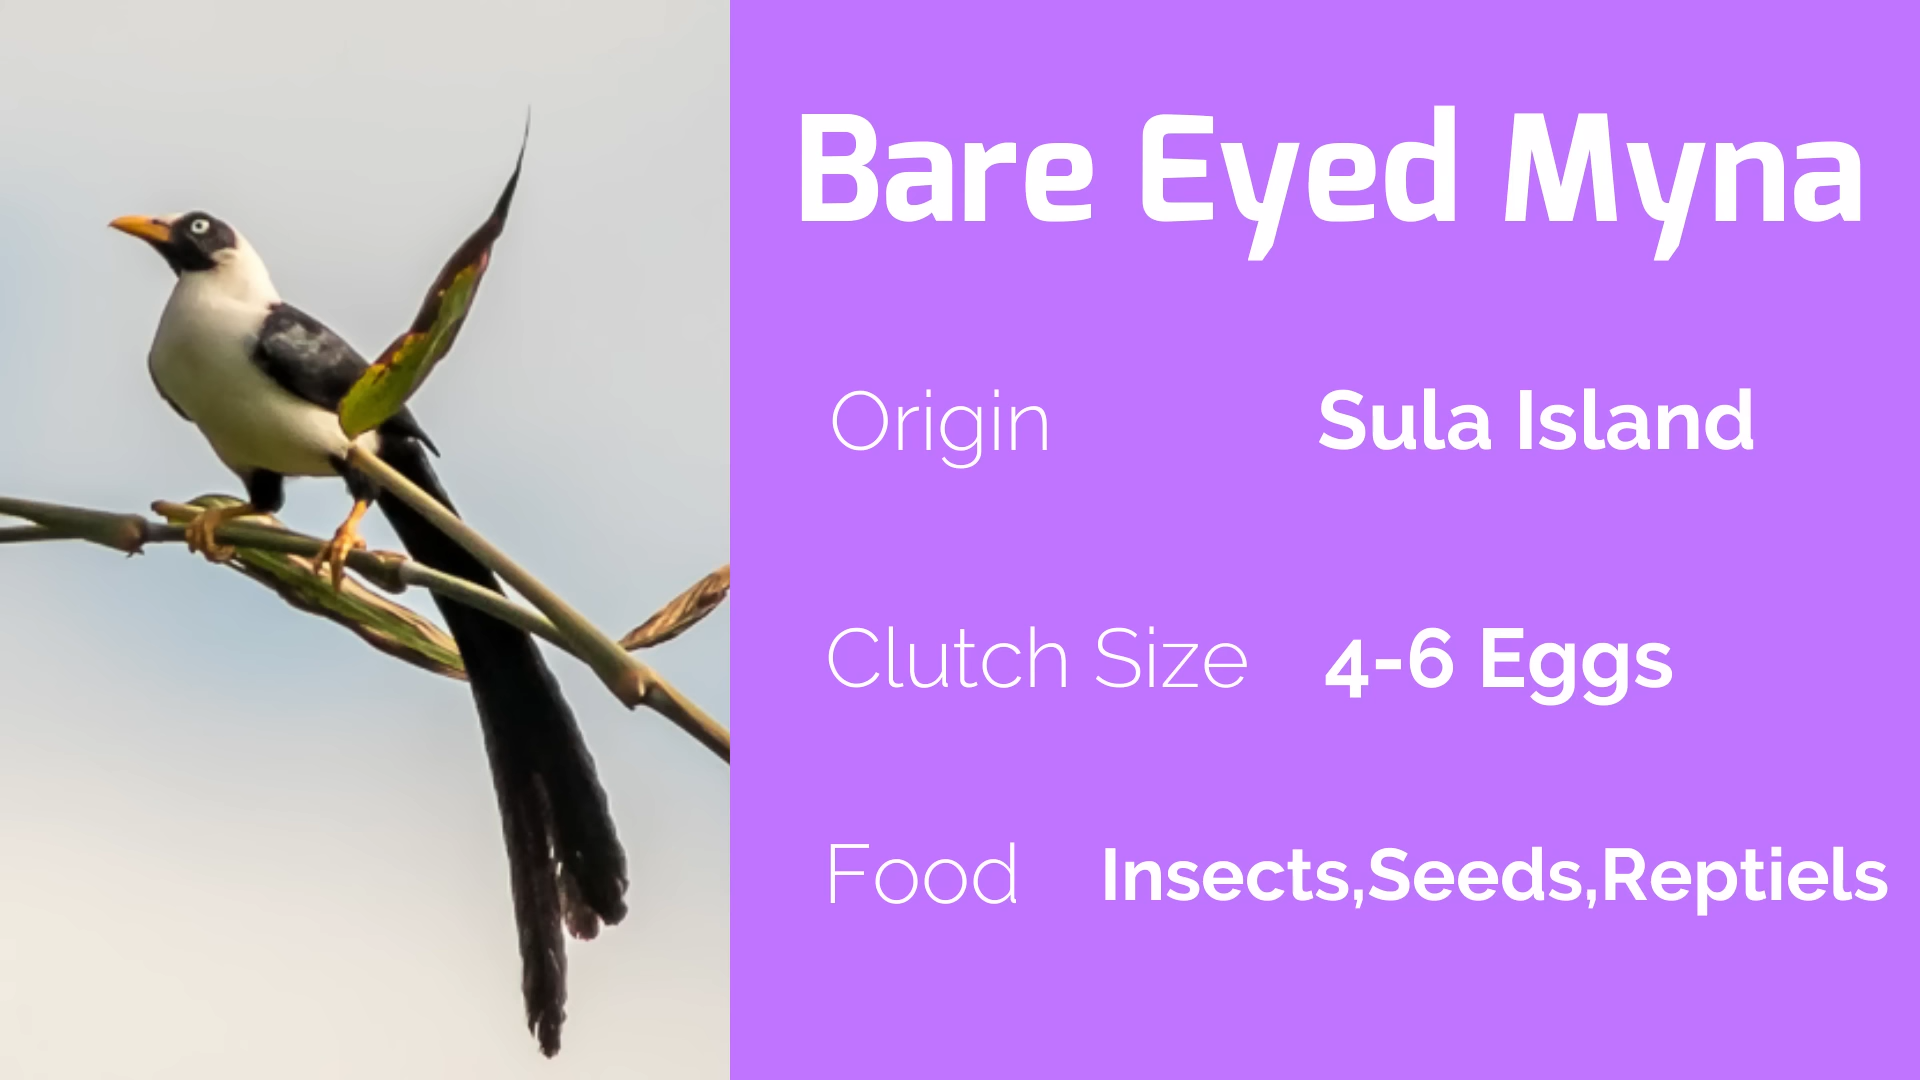 Bare Eyed Myna
Origin Sula Island
Clutch Size 4-6 Eggs
Food Insects,Seeds,Reptiels